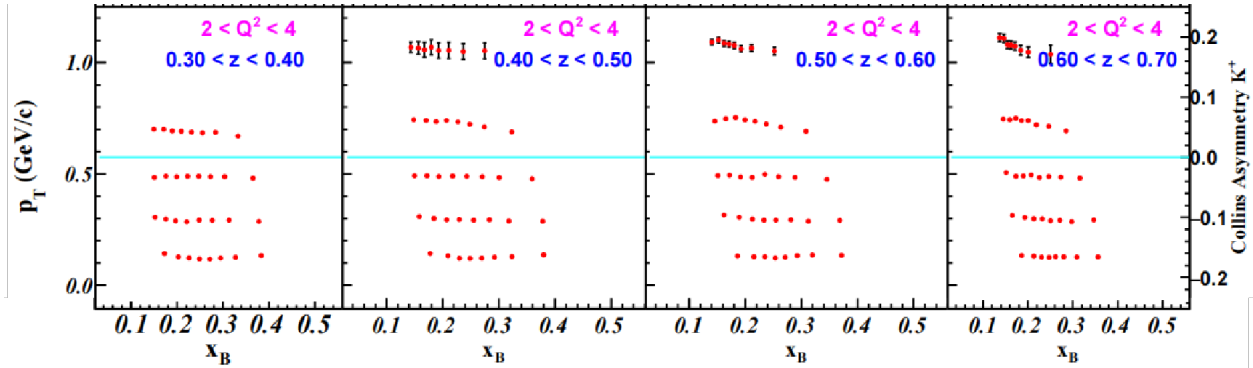 p_T (GeV/c)
1.0
0.5
0.0
2 < Q² < 4
0.30 < z < 0.40
2 < Q² < 4
0.40 < z < 0.50
2 < Q² < 4
0.50 < z < 0.60
2 < Q² < 4
0.60 < z < 0.70
0.2
0.1
0.0
−0.1
−0.2
Collins Asymmetry K⁺
0.1 0.2 0.3 0.4 0.5
0.1 0.2 0.3 0.4 0.5
0.1 0.2 0.3 0.4 0.5
0.1 0.2 0.3 0.4 0.5
x_B
x_B
x_B
x_B